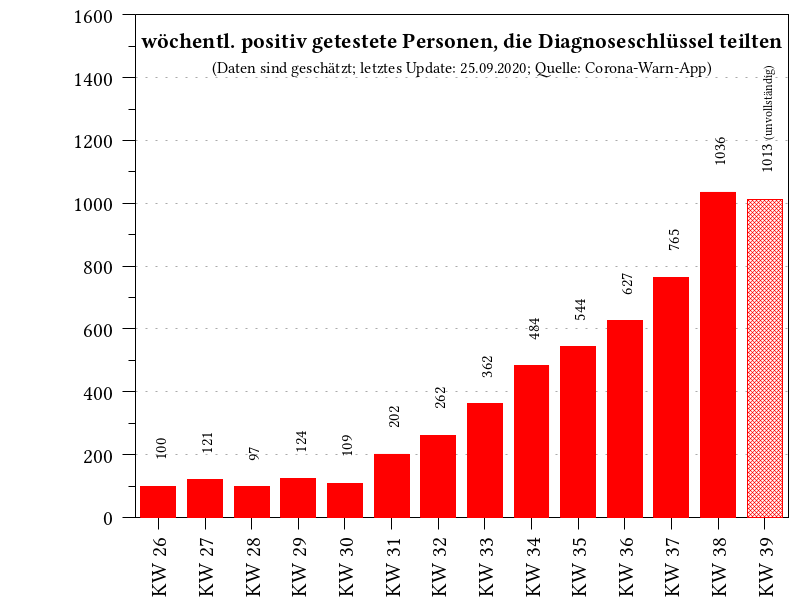 wöchentl. positiv getestete Personen, die Diagnoseschlüssel teilten
(Daten sind geschätzt; letztes Update: 25.09.2020; Quelle: Corona-Warn-App)
1600
1400
1200
1000
800
600
400
200
0
100
121
97
124
109
202
262
362
484
544
627
765
1036
1013 (unvollständig)
KW 26
KW 27
KW 28
KW 29
KW 30
KW 31
KW 32
KW 33
KW 34
KW 35
KW 36
KW 37
KW 38
KW 39